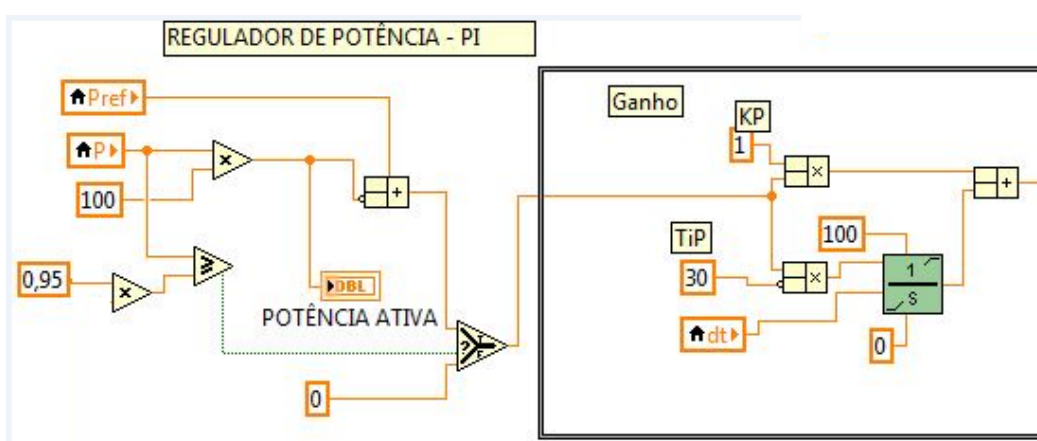 REGULADOR DE POTÊNCIA - PI
Pref
P
100
0,95
DBL
POTÊNCIA ATIVA
? T F
0
Ganho
KP
1
TiP
30
100
dt
1
S
0